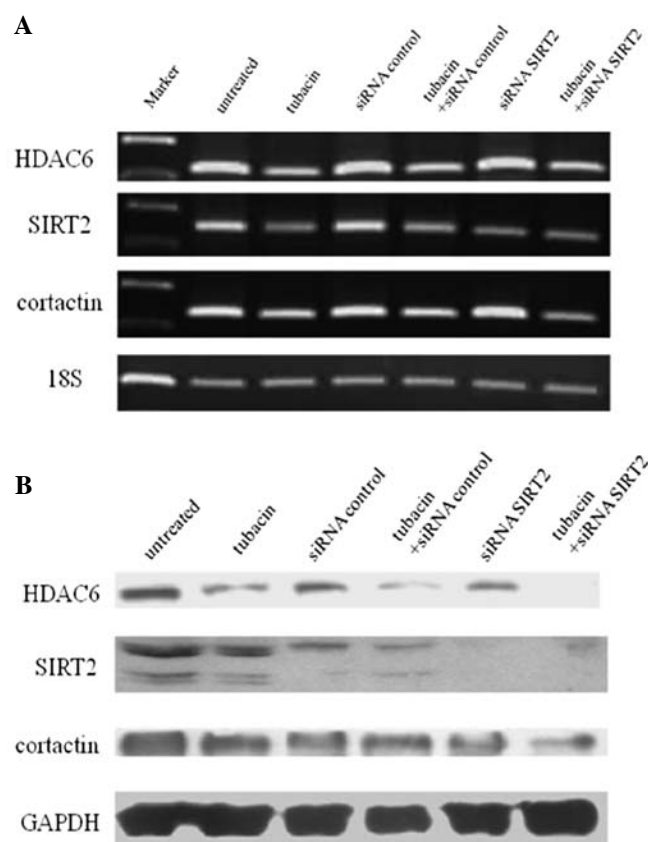 A
Marker
untreated
tubacin
siRNA control
tubacin
+siRNA control
siRNA SIRT2
tubacin
+siRNA SIRT2
HDAC6
SIRT2
cortactin
18S
B
untreated
tubacin
siRNA control
tubacin
+siRNA control
siRNA SIRT2
tubacin
+siRNA SIRT2
HDAC6
SIRT2
cortactin
GAPDH